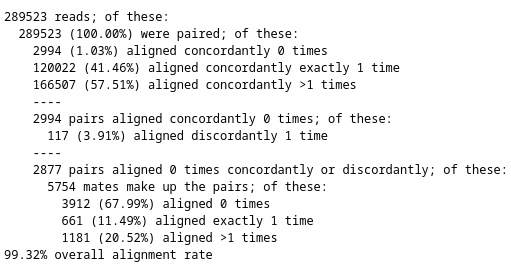 289523 reads; of these:
  289523 (100.00%) were paired; of these:
    2994 (1.03%) aligned concordantly 0 times
    120022 (41.46%) aligned concordantly exactly 1 time
    166507 (57.51%) aligned concordantly >1 times
    ----
    2994 pairs aligned concordantly 0 times; of these:
      117 (3.91%) aligned discordantly 1 time
    ----
    2877 pairs aligned 0 times concordantly or discordantly; of these:
      5754 mates make up the pairs; of these:
        3912 (67.99%) aligned 0 times
        661 (11.49%) aligned exactly 1 time
        1181 (20.52%) aligned >1 times
99.32% overall alignment rate